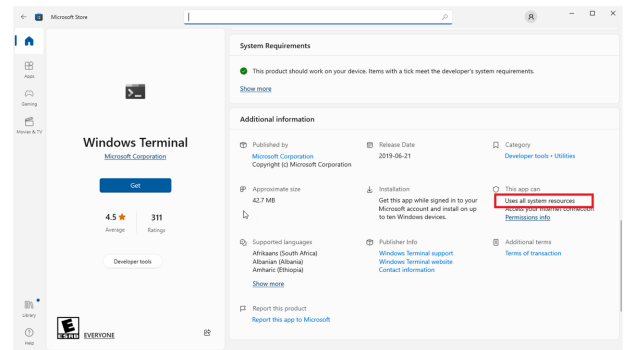 Microsoft Store
Apps
Gaming
Movies & TV
Library
Help
Windows Terminal
Microsoft Corporation
Get
4.5 ★
Average
311
Ratings
Developer tools
ESRB
EVERYONE
System Requirements
This product should work on your device. Items with a tick meet the developer's system requirements.
Show more
Additional information
Published by
Microsoft Corporation
Copyright (c) Microsoft Corporation
Release Date
2019-06-21
Category
Developer tools • Utilities
Approximate size
42.7 MB
Installation
Get this app while signed in to your
Microsoft account and install on up
to ten Windows devices.
This app can
Uses all system resources
Access your Internet connection
Permissions info
Supported languages
Afrikaans (South Africa)
Albanian (Albania)
Amharic (Ethiopia)
Show more
Publisher Info
Windows Terminal support
Windows Terminal website
Contact information
Additional terms
Terms of transaction
Report this product
Report this app to Microsoft